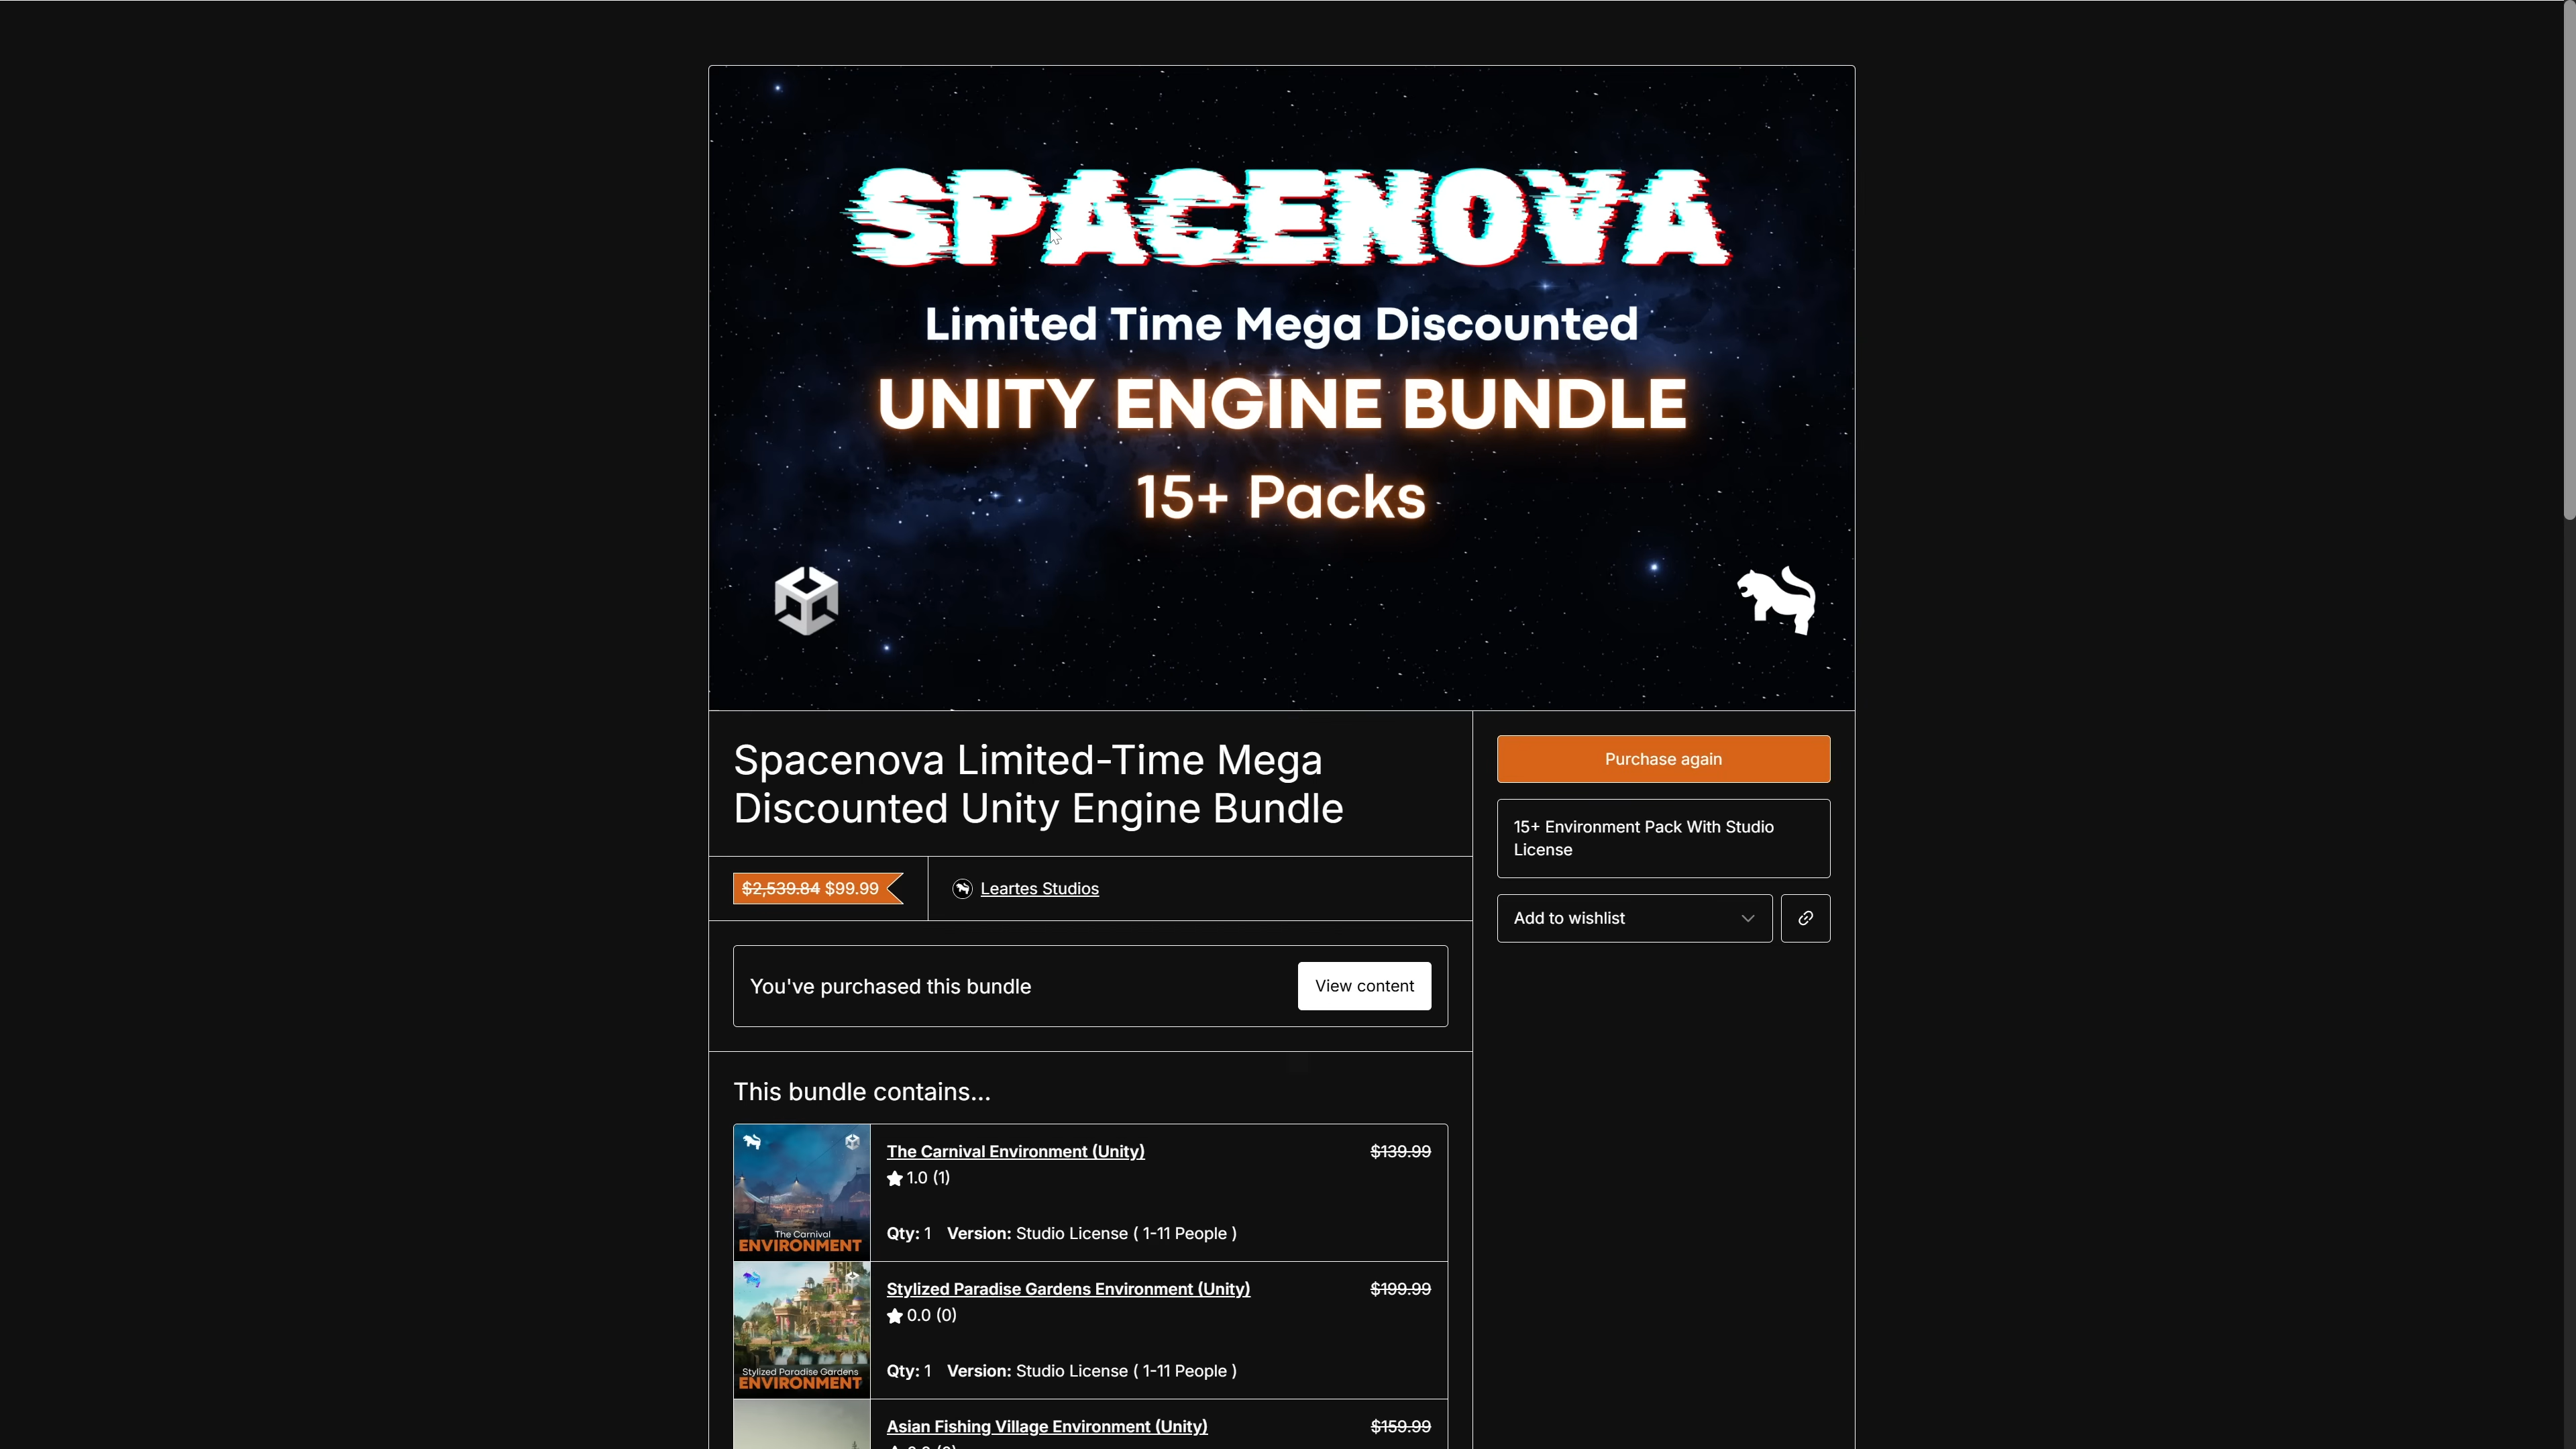 SPACENOVA
Limited Time Mega Discounted
UNITY ENGINE BUNDLE
15+ Packs
Spacenova Limited-Time Mega
Discounted Unity Engine Bundle
$2,539.84 $99.99
Leartes Studios
You've purchased this bundle
View content
Purchase again
15+ Environment Pack With Studio
License
Add to wishlist
This bundle contains...
The Carnival
ENVIRONMENT
The Carnival Environment (Unity)
$139.99
1.0 (1)
Qty: 1 Version: Studio License ( 1-11 People )
Stylized Paradise Gardens
ENVIRONMENT
Stylized Paradise Gardens Environment (Unity)
$199.99
0.0 (0)
Qty: 1 Version: Studio License ( 1-11 People )
Asian Fishing Village Environment (Unity)
$159.99